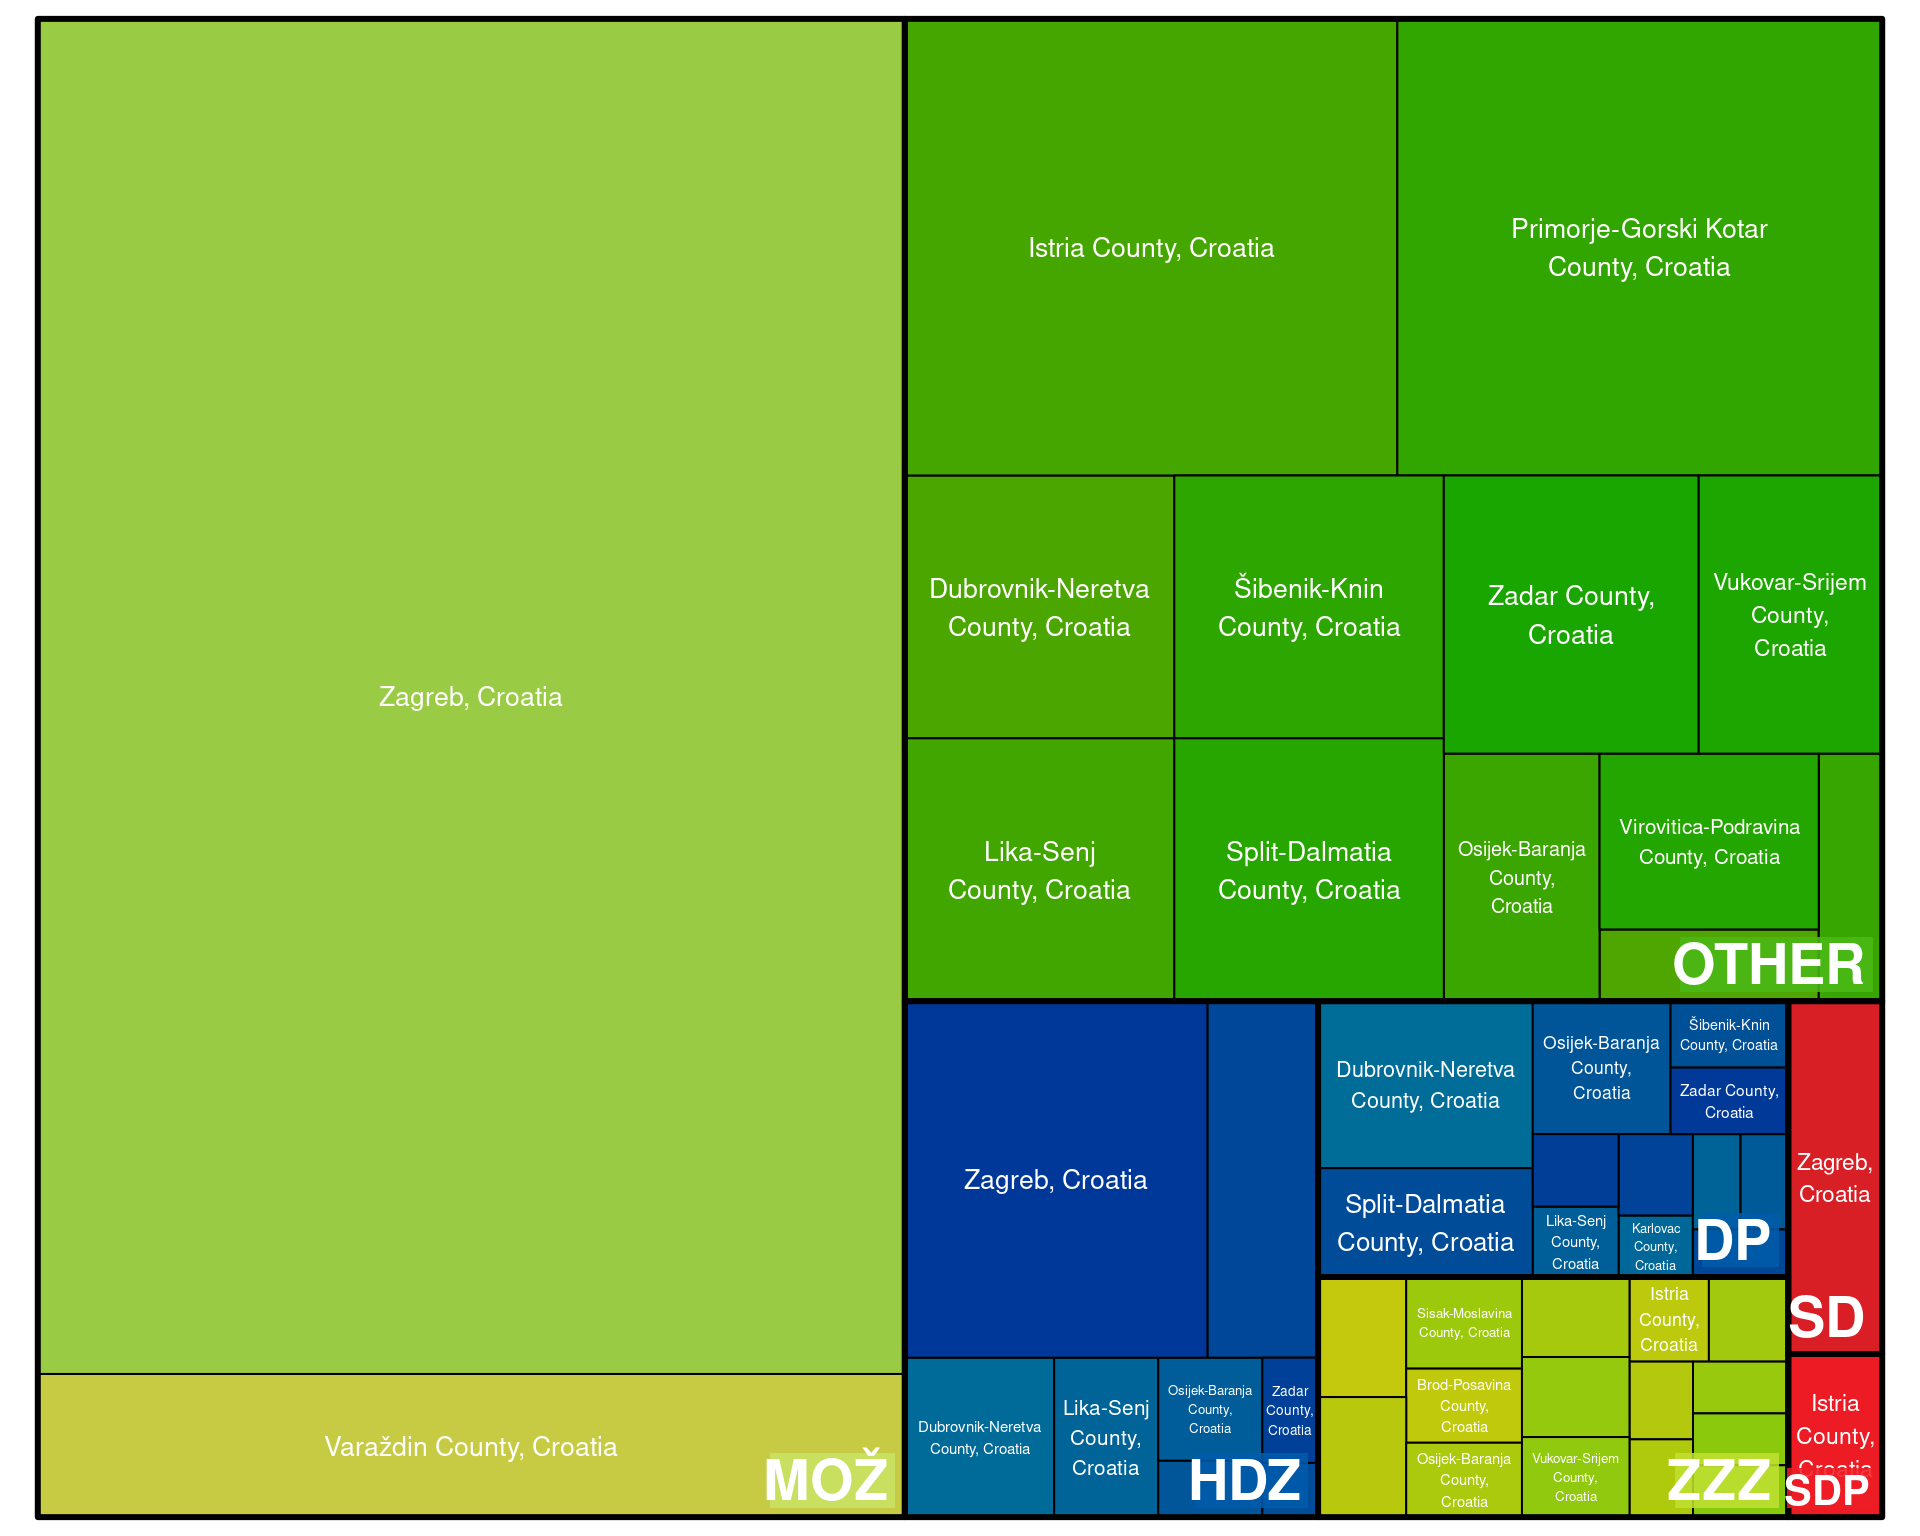 Zagreb, Croatia
Varaždin County, Croatia
MOŽ
Istria County, Croatia
Primorje-Gorski Kotar
County, Croatia
Dubrovnik-Neretva
County, Croatia
Šibenik-Knin
County, Croatia
Zadar County,
Croatia
Vukovar-Srijem
County,
Croatia
Lika-Senj
County, Croatia
Split-Dalmatia
County, Croatia
Osijek-Baranja
County,
Croatia
Virovitica-Podravina
County, Croatia
OTHER
Zagreb, Croatia
Dubrovnik-Neretva
County, Croatia
Lika-Senj
County,
Croatia
Osijek-Baranja
County,
Croatia
Zadar
County,
Croatia
HDZ
Dubrovnik-Neretva
County, Croatia
Split-Dalmatia
County, Croatia
Osijek-Baranja
County,
Croatia
Šibenik-Knin
County, Croatia
Zadar County,
Croatia
Lika-Senj
County,
Croatia
Karlovac
County,
Croatia
DP
Sisak-Moslavina
County, Croatia
Brod-Posavina
County,
Croatia
Osijek-Baranja
County,
Croatia
Vukovar-Srijem
County,
Croatia
Istria
County,
Croatia
ZZZ
Zagreb,
Croatia
SD
Istria
County,
Croatia
SDP